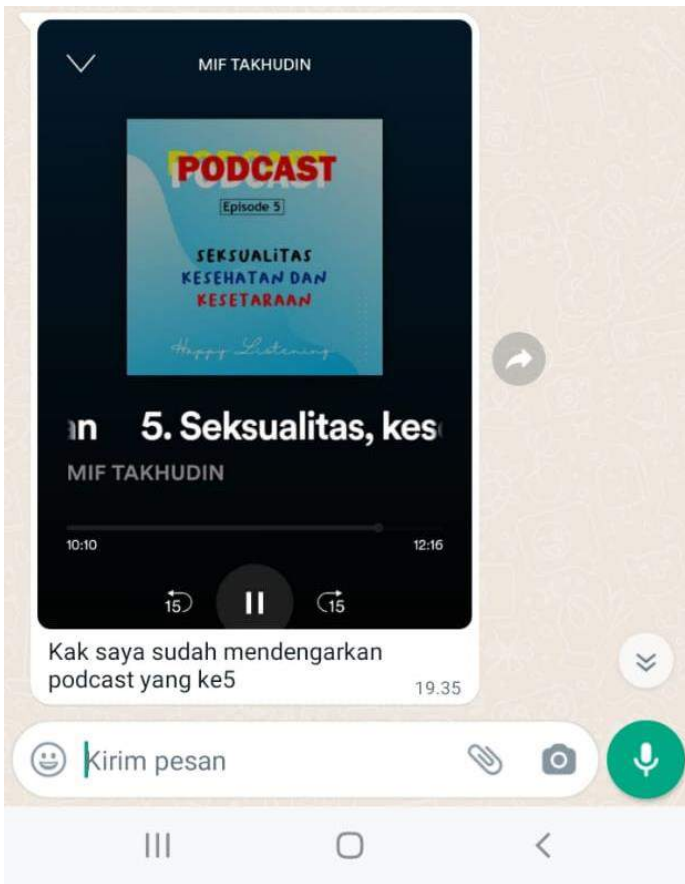 MIF TAKHUDIN
PODCAST
Episode 5
SEKSUALITAS
KESEHATAN DAN
KESETARAAN
Happy Listening
an 5. Seksualitas, kes
MIF TAKHUDIN
10:10 12:16
15 15
Kak saya sudah mendengarkan
podcast yang ke5
19.35
Kirim pesan